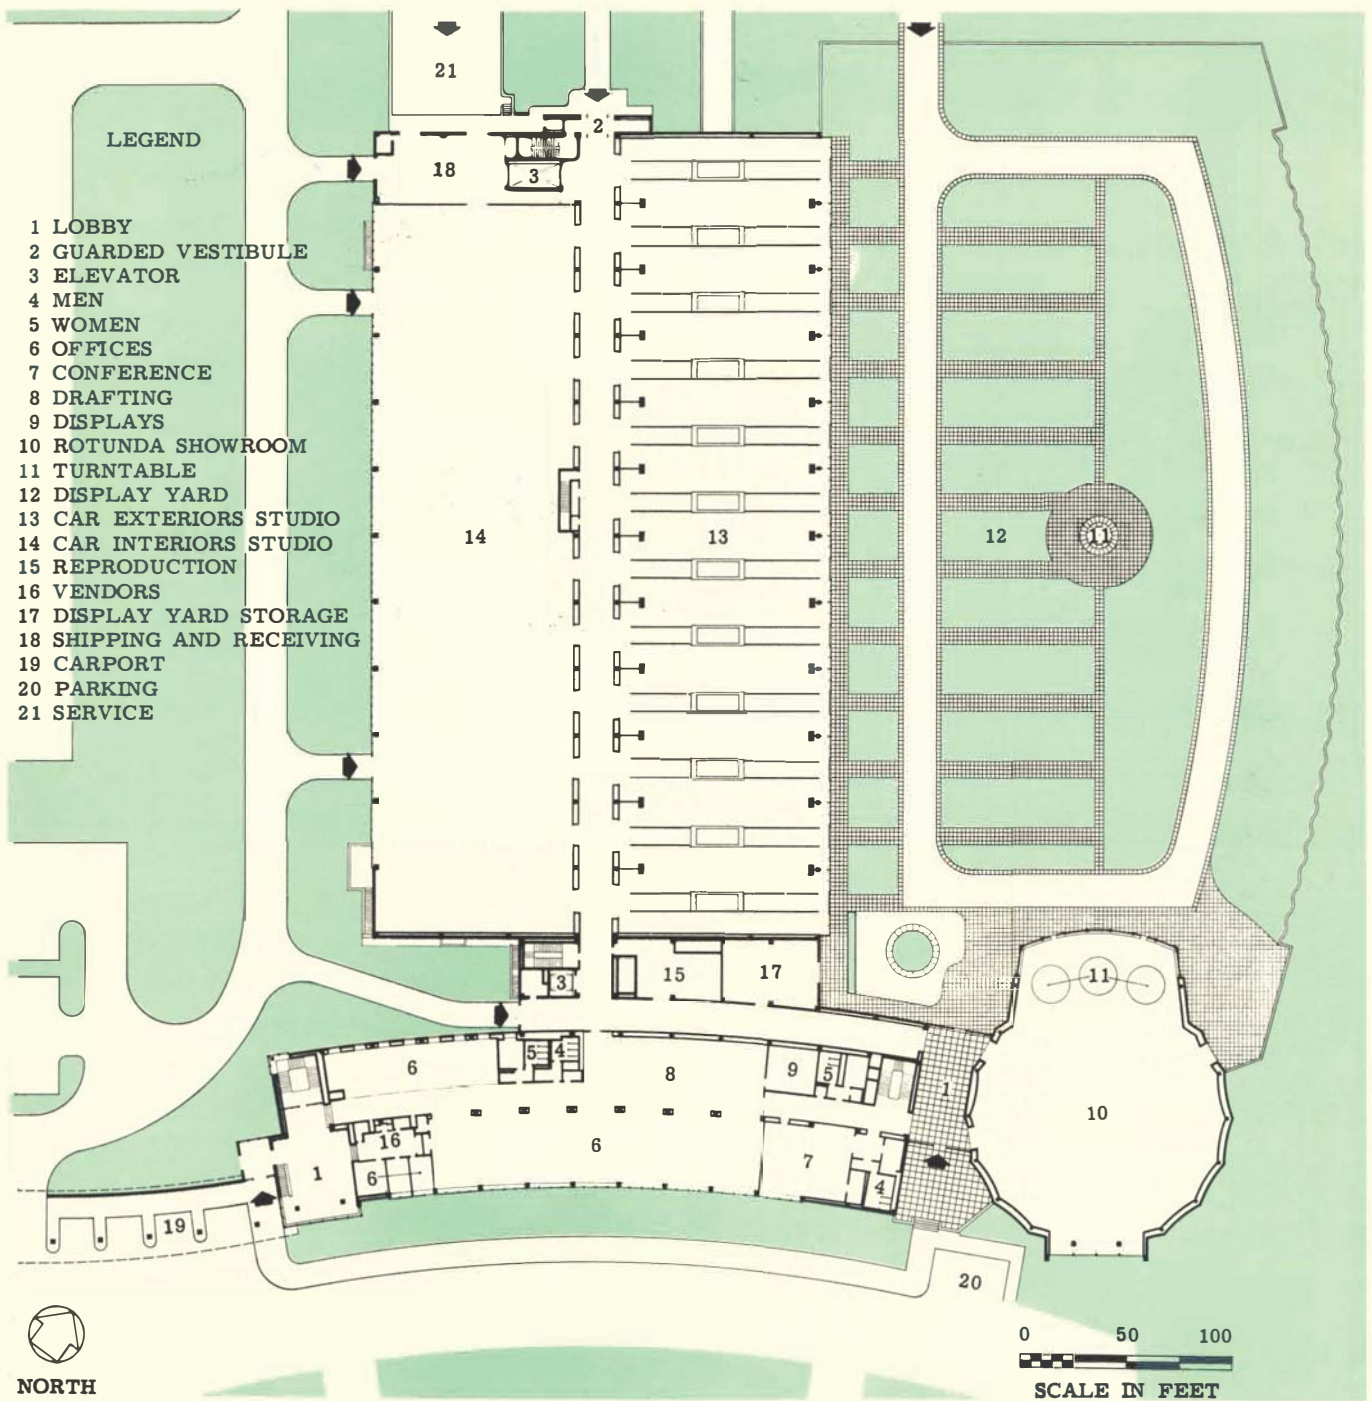 21
2
LEGEND
18
3
1 LOBBY
2 GUARDED VESTIBULE
3 ELEVATOR
4 MEN
5 WOMEN
6 OFFICES
7 CONFERENCE
8 DRAFTING
9 DISPLAYS
10 ROTUNDA SHOWROOM
11 TURNTABLE
12 DISPLAY YARD
13 CAR EXTERIORS STUDIO
14 CAR INTERIORS STUDIO
15 REPRODUCTION
16 VENDORS
17 DISPLAY YARD STORAGE
18 SHIPPING AND RECEIVING
19 CARPORT
20 PARKING
21 SERVICE
14
13
12
11
3
15
17
11
5
4
6
8
9
5
1
10
16
6
1
6
7
4
19
20
0 50 100
SCALE IN FEET
NORTH